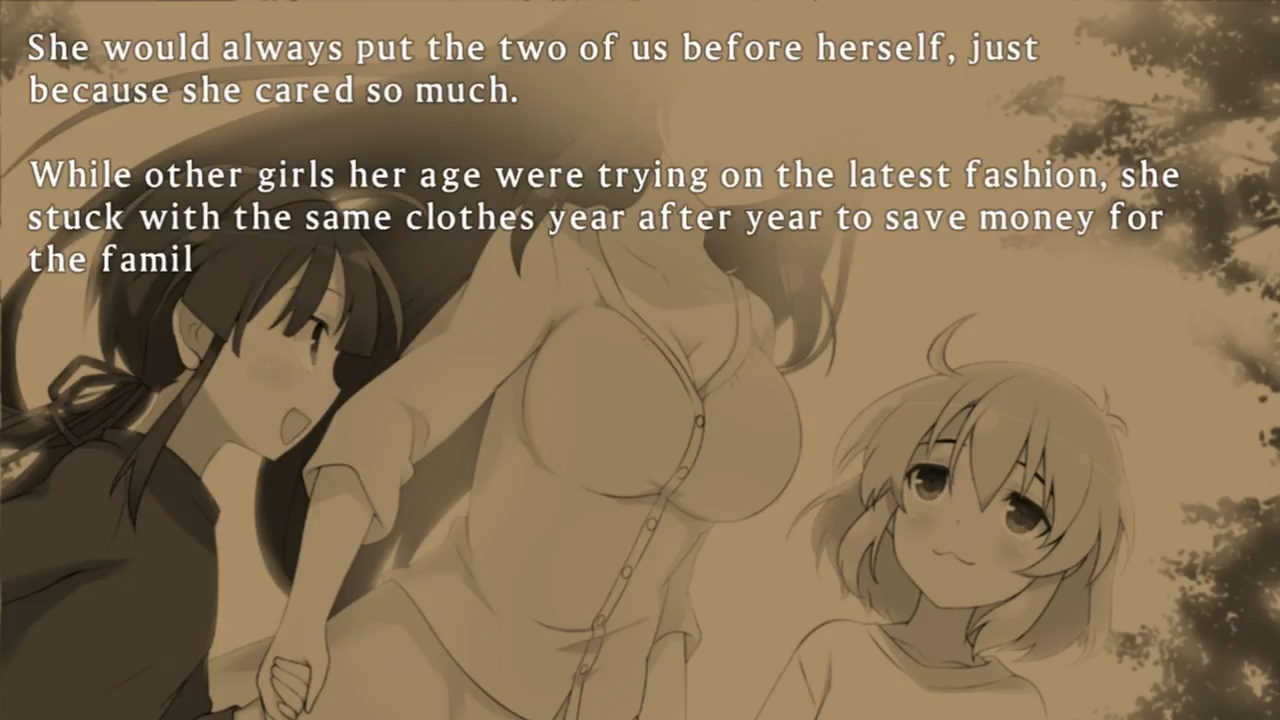 She would always put the two of us before herself, just
because she cared so much.
While other girls her age were trying on the latest fashion, she
stuck with the same clothes year after year to save money for
the famil